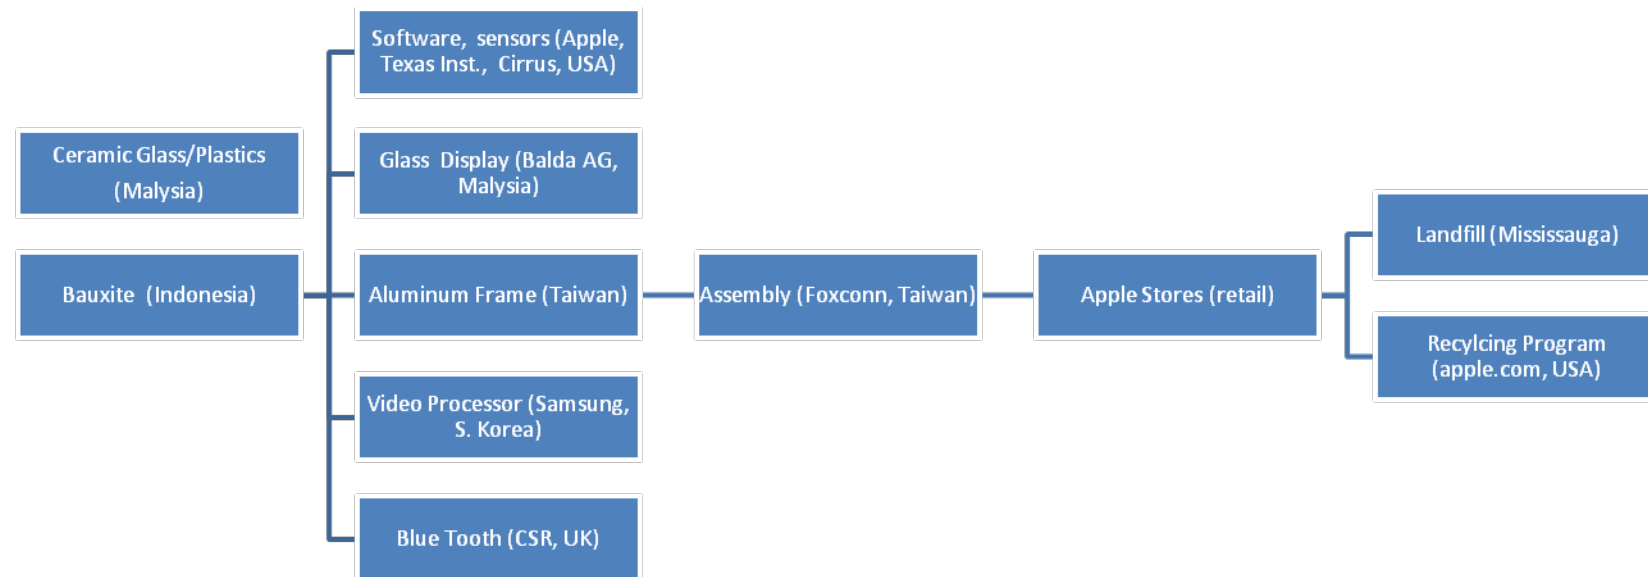 Ceramic Glass/Plastics
(Malysia)
Bauxite (Indonesia)
Software, sensors (Apple,
Texas Inst., Cirrus, USA)
Glass Display (Balda AG,
Malysia)
Aluminum Frame (Taiwan)
Video Processor (Samsung,
S. Korea)
Blue Tooth (CSR, UK)
Assembly (Foxconn, Taiwan)
Apple Stores (retail)
Landfill (Mississauga)
Recylcing Program
(apple.com, USA)